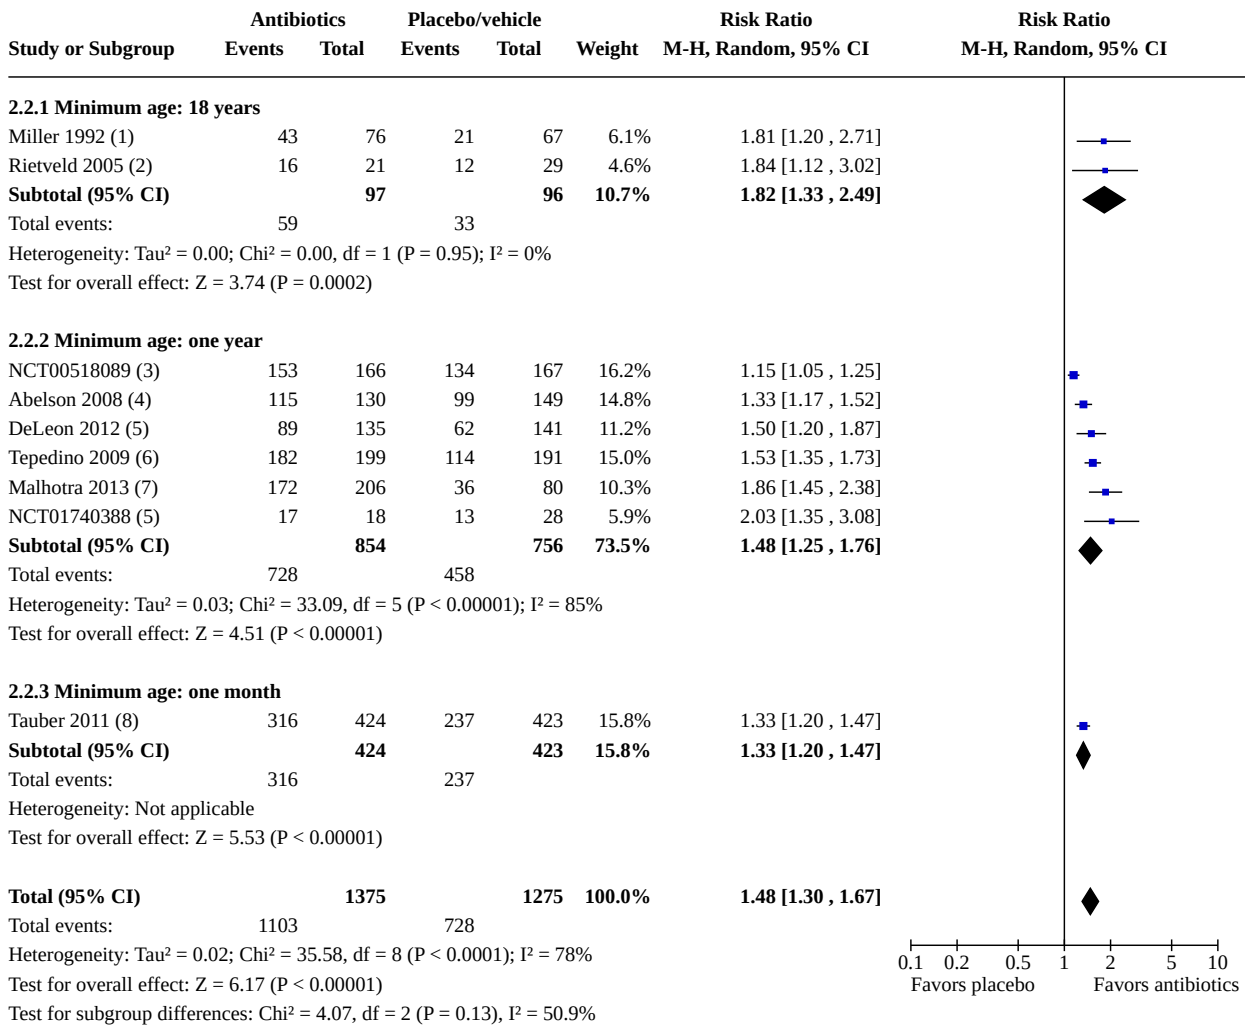 Antibiotics Placebo/vehicle Risk Ratio Risk Ratio
Study or Subgroup Events Total Events Total Weight M-H, Random, 95% CI M-H, Random, 95% CI
2.2.1 Minimum age: 18 years
Miller 1992 (1) 43 76 21 67 6.1% 1.81 [1.20 , 2.71]
Rietveld 2005 (2) 16 21 12 29 4.6% 1.84 [1.12 , 3.02]
Subtotal (95% CI) 97 96 10.7% 1.82 [1.33 , 2.49]
Total events: 59 33
Heterogeneity: Tau² = 0.00; Chi² = 0.00, df = 1 (P = 0.95); I² = 0%
Test for overall effect: Z = 3.74 (P = 0.0002)
2.2.2 Minimum age: one year
NCT00518089 (3) 153 166 134 167 16.2% 1.15 [1.05 , 1.25]
Abelson 2008 (4) 115 130 99 149 14.8% 1.33 [1.17 , 1.52]
DeLeon 2012 (5) 89 135 62 141 11.2% 1.50 [1.20 , 1.87]
Tepedino 2009 (6) 182 199 114 191 15.0% 1.53 [1.35 , 1.73]
Malhotra 2013 (7) 172 206 36 80 10.3% 1.86 [1.45 , 2.38]
NCT01740388 (5) 17 18 13 28 5.9% 2.03 [1.35 , 3.08]
Subtotal (95% CI) 854 756 73.5% 1.48 [1.25 , 1.76]
Total events: 728 458
Heterogeneity: Tau² = 0.03; Chi² = 33.09, df = 5 (P < 0.00001); I² = 85%
Test for overall effect: Z = 4.51 (P < 0.00001)
2.2.3 Minimum age: one month
Tauber 2011 (8) 316 424 237 423 15.8% 1.33 [1.20 , 1.47]
Subtotal (95% CI) 424 423 15.8% 1.33 [1.20 , 1.47]
Total events: 316 237
Heterogeneity: Not applicable
Test for overall effect: Z = 5.53 (P < 0.00001)
Total (95% CI) 1375 1275 100.0% 1.48 [1.30 , 1.67]
Total events: 1103 728
Heterogeneity: Tau² = 0.02; Chi² = 35.58, df = 8 (P < 0.0001); I² = 78%
0.1 0.2 0.5 1 2 5 10
Test for overall effect: Z = 6.17 (P < 0.00001) Favors placebo Favors antibiotics
Test for subgroup differences: Chi² = 4.07, df = 2 (P = 0.13), I² = 50.9%